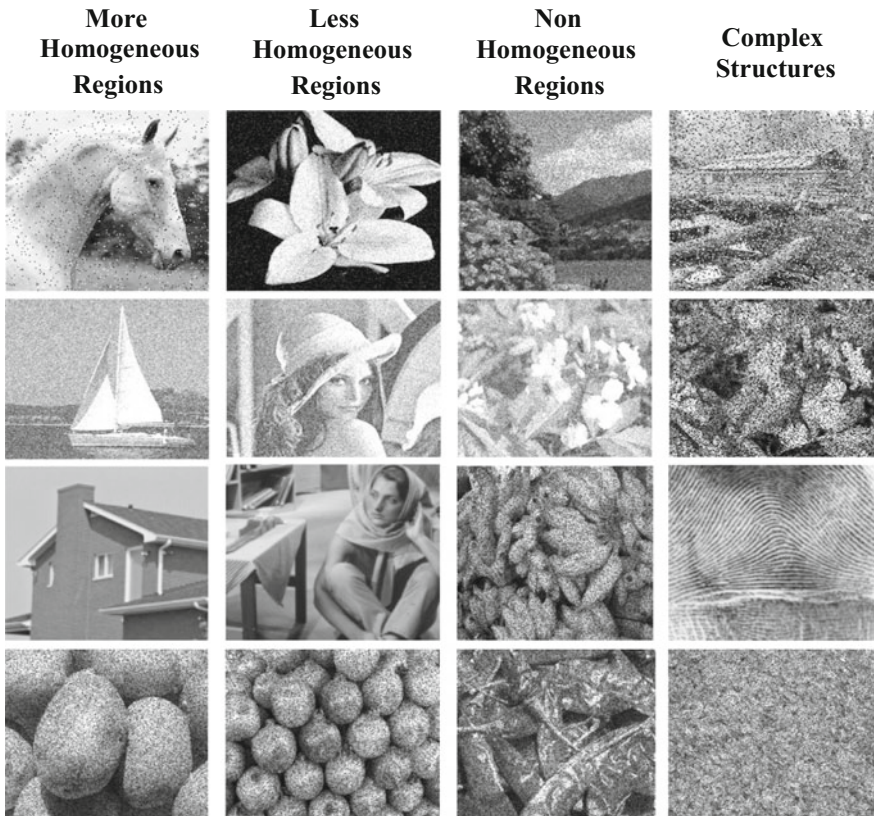 More
Homogeneous
Regions
Less
Homogeneous
Regions
Non
Homogeneous
Regions
Complex
Structures